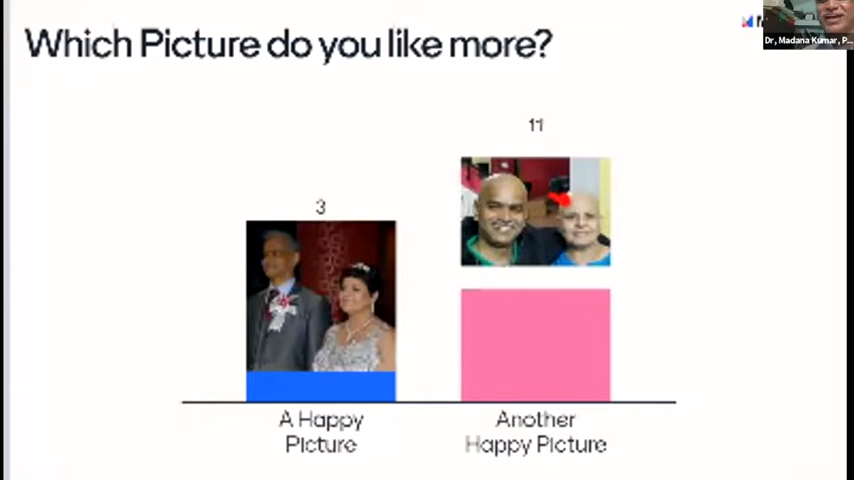 Which Picture do you like more?
Dr, Madana Kumar, P...
11
3
A Happy
Picture
Another
Happy Picture